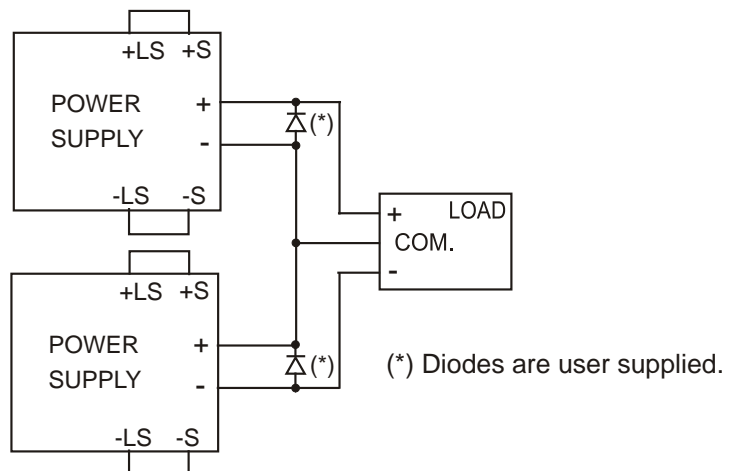 +LS +S
POWER
SUPPLY
+
-
(*)
-LS -S
+ LOAD
COM.
-
+LS +S
POWER
SUPPLY
+
-
(*)
-LS -S
(*) Diodes are user supplied.